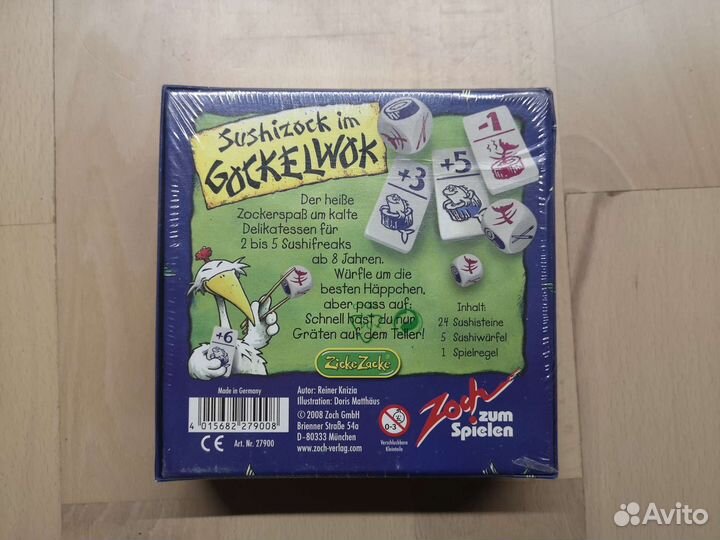 Sushizock im
GOCKELWOK
-1
+3
+5
Der heiße
Zockerspaß um kalte
Delikatessen für
2 bis 5 Sushifreaks
ab 8 Jahren.
Würfle um die
besten Häppchen,
aber pass auf:
Schnell hast du nur
Gräten auf dem Teller!
Inhalt:
24 Sushisteine
5 Sushiwürfel
1 Spielregel
+6
ZickeZacke
Made in Germany
4 015682 279008
CE Art. Nr. 27900
Autor: Reiner Knizia
Illustration: Doris Matthäus
© 2008 Zoch GmbH
Brienner Straße 54a
D-80333 München
www.zoch-verlag.com
0-3
Verschluckbare
Kleinteile
Zoch
zum
Spielen
Avito